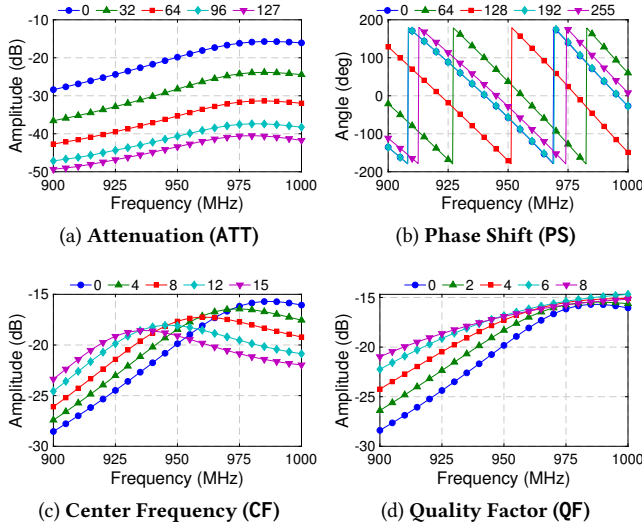 0 32 64 96 127
Amplitude (dB)
-10
-20
-30
-40
-50
900 925 950 975 1000
Frequency (MHz)
(a) Attenuation (ATT)
0 64 128 192 255
Angle (deg)
200
100
0
-100
-200
900 925 950 975 1000
Frequency (MHz)
(b) Phase Shift (PS)
0 4 8 12 15
Amplitude (dB)
-15
-20
-25
-30
900 925 950 975 1000
Frequency (MHz)
(c) Center Frequency (CF)
0 2 4 6 8
Amplitude (dB)
-15
-20
-25
-30
900 925 950 975 1000
Frequency (MHz)
(d) Quality Factor (QF)